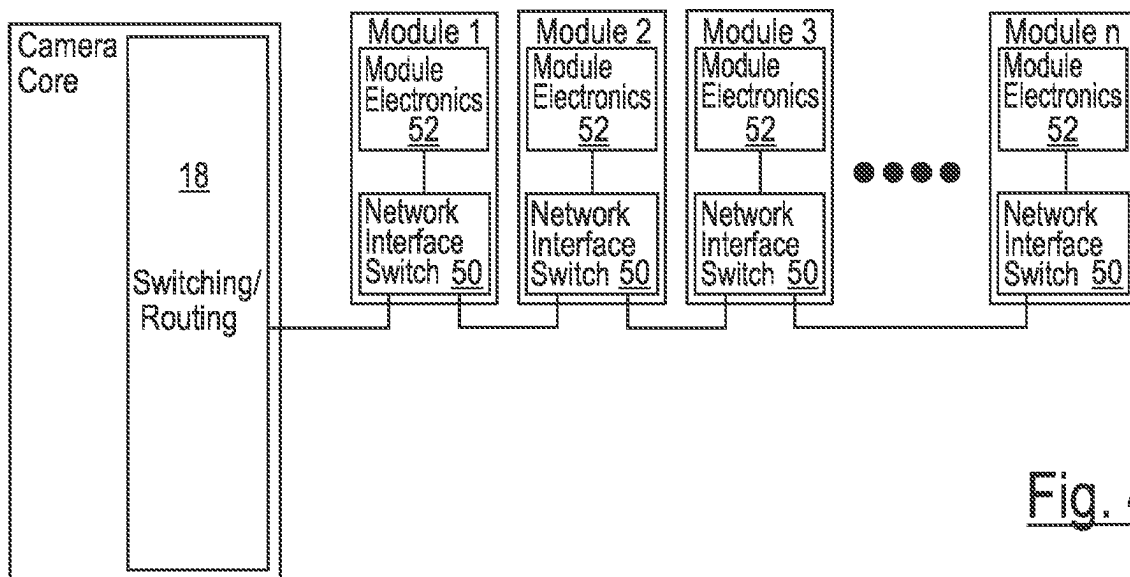 Camera
Core
18
Switching/
Routing
Module 1
Module
Electronics
52
Network
Interface
Switch 50
Module 2
Module
Electronics
52
Network
Interface
Switch 50
Module 3
Module
Electronics
52
Network
Interface
Switch 50
Module n
Module
Electronics
52
Network
Interface
Switch 50
Fig.